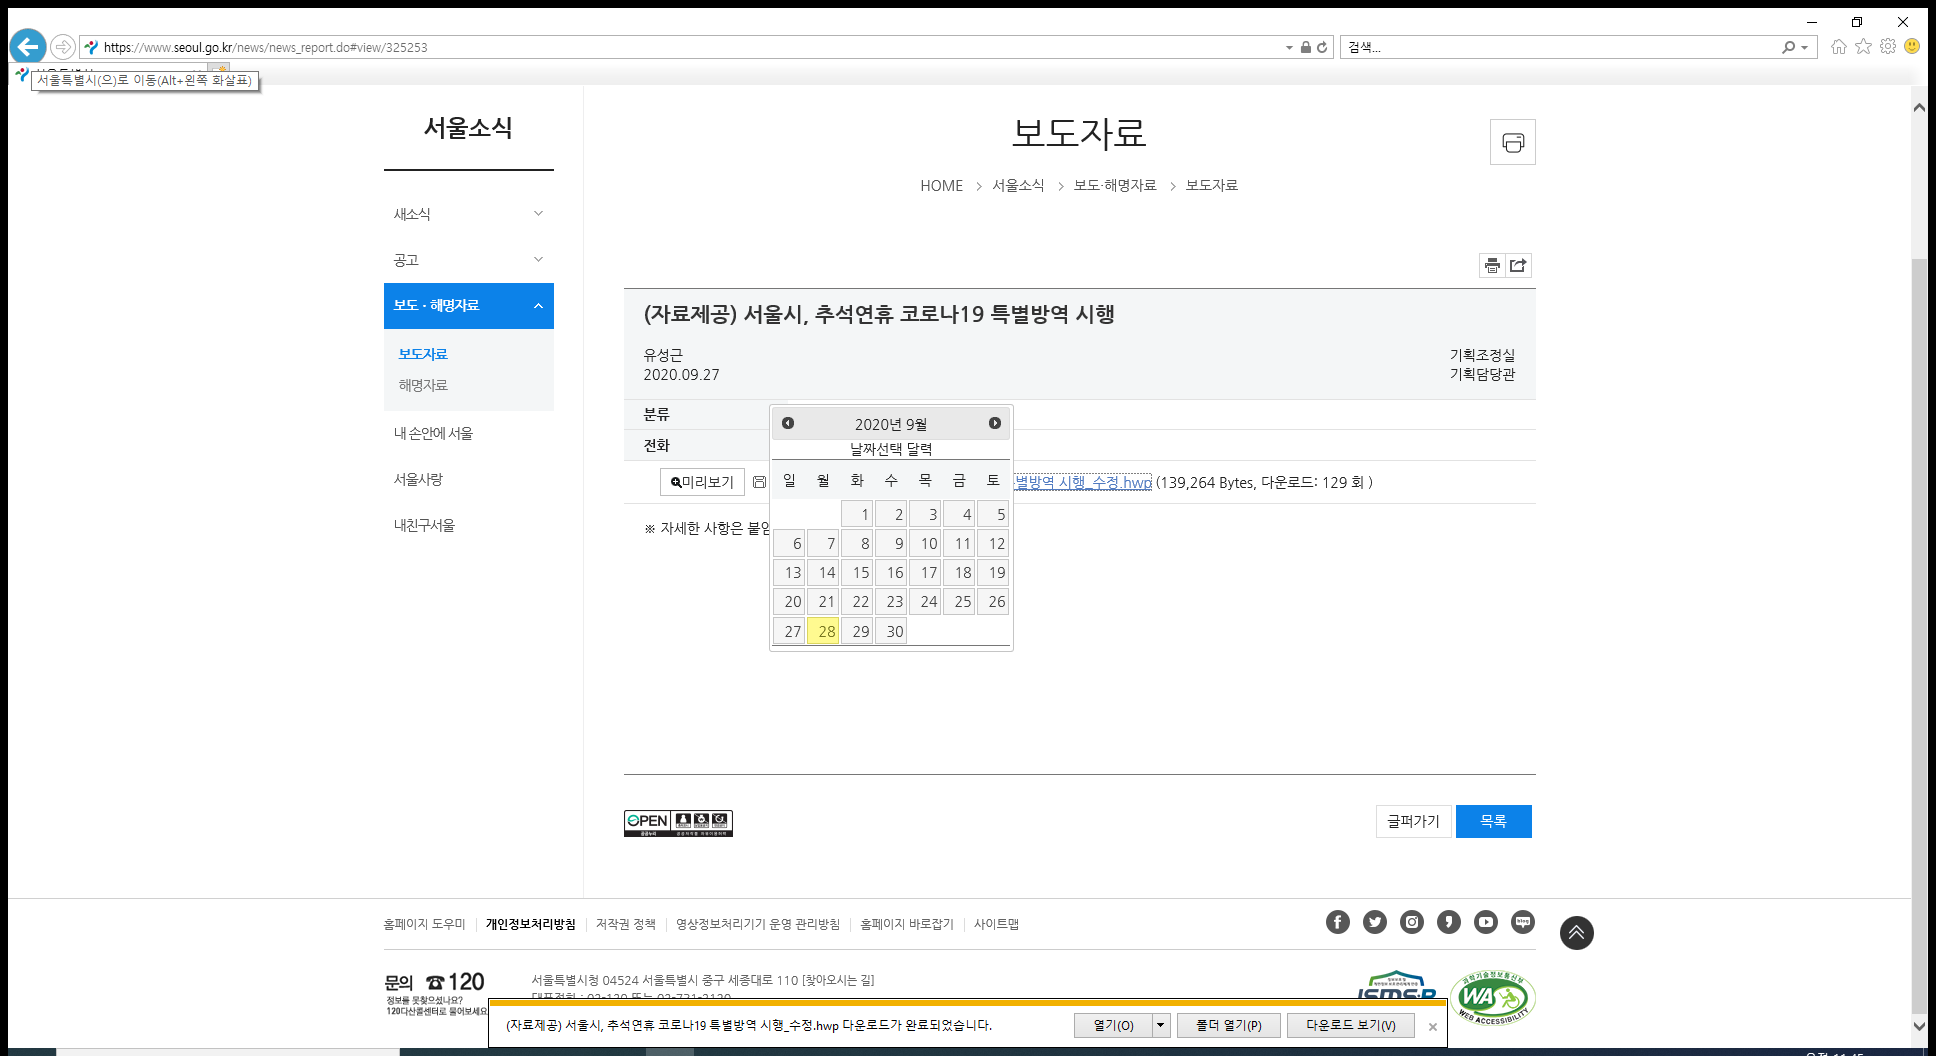 https://www.seoul.go.kr/news/news_report.do#view/325253
검색...
서울특별시(으)로 이동(Alt+왼쪽 화살표)
서울소식
새소식
공고
보도·해명자료
보도자료
해명자료
내 손안에 서울
서울사랑
내친구서울
보도자료
HOME > 서울소식 > 보도·해명자료 > 보도자료
(자료제공) 서울시, 추석연휴 코로나19 특별방역 시행
유성근 기획조정실
2020.09.27 기획담당관
분류
전화
미리보기 별방역 시행_수정.hwp (139,264 Bytes, 다운로드: 129 회 )
※ 자세한 사항은
2020년 9월
날짜선택 달력
일 월 화 수 목 금 토
1 2 3 4 5
6 7 8 9 10 11 12
13 14 15 16 17 18 19
20 21 22 23 24 25 26
27 28 29 30
OPEN
글퍼가기 목록
홈페이지 도우미 개인정보처리방침 저작권 정책 영상정보처리기기 운영 관리방침 홈페이지 바로잡기 사이트맵
문의 ☎120
정보를 못찾으셨나요?
120다산콜센터로 물어보세요
서울특별시청 04524 서울특별시 중구 세종대로 110 [찾아오시는 길]
대표전화 : 02-120 또는 02-731-2120
ISMS-P
과학기술정보통신부
WA
WEB ACCESSIBILITY
(자료제공) 서울시, 추석연휴 코로나19 특별방역 시행_수정.hwp 다운로드가 완료되었습니다.
열기(O) 폴더 열기(P) 다운로드 보기(V)